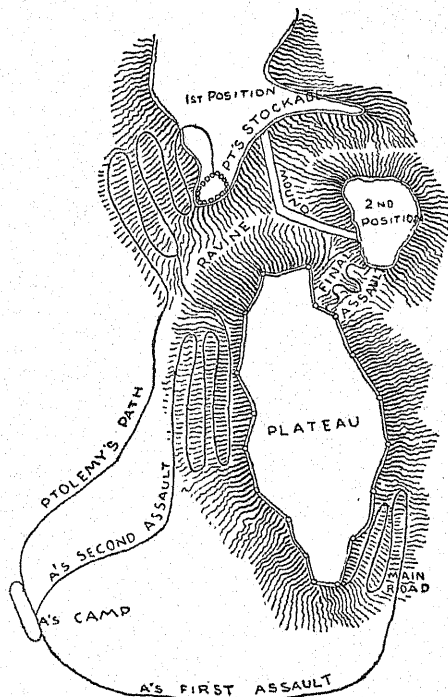 1ST POSITION
PT'S STOCKADE
HOLLOW
2ND
POSITION
RAVINE
FINAL
ASSAULT
PTOLEMY'S PATH
PLATEAU
A'S SECOND ASSAULT
MAIN
ROAD
A'S CAMP
A'S FIRST ASSAULT